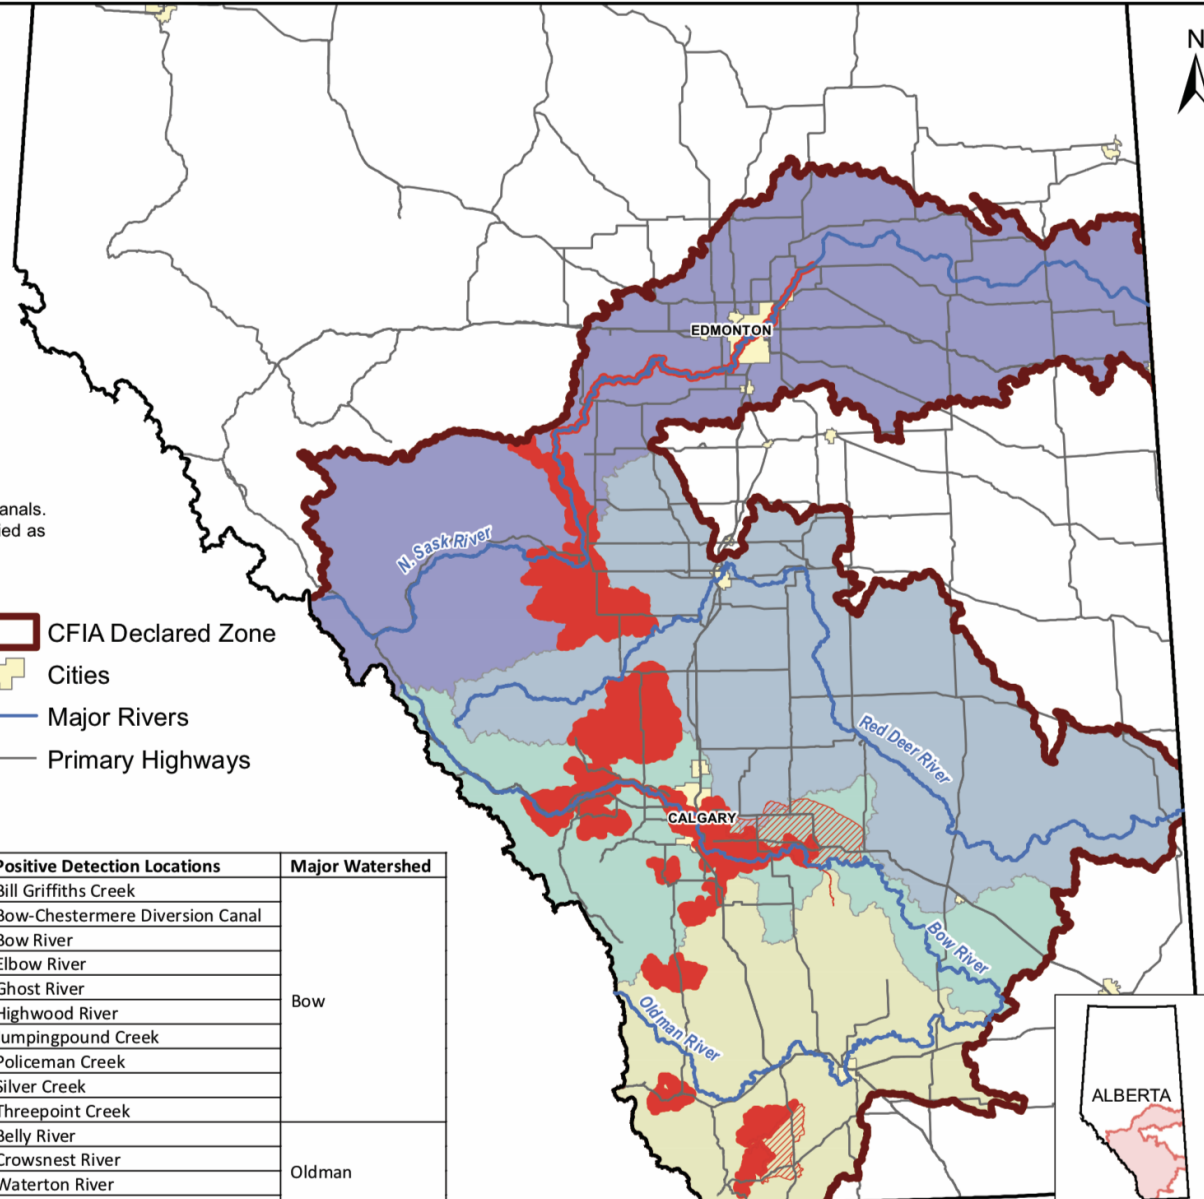 N
EDMONTON
N. Sask River
anals.
ied as
CFIA Declared Zone
Cities
Major Rivers
Primary Highways
Red Deer River
CALGARY
Bow River
Oldman River
ALBERTA
Positive Detection Locations Major Watershed
Bill Griffiths Creek
Bow-Chestermere Diversion Canal
Bow River
Elbow River
Ghost River
Highwood River
Jumpingpound Creek
Policeman Creek
Silver Creek
Threepoint Creek
Bow
Belly River
Crowsnest River
Waterton River
Oldman